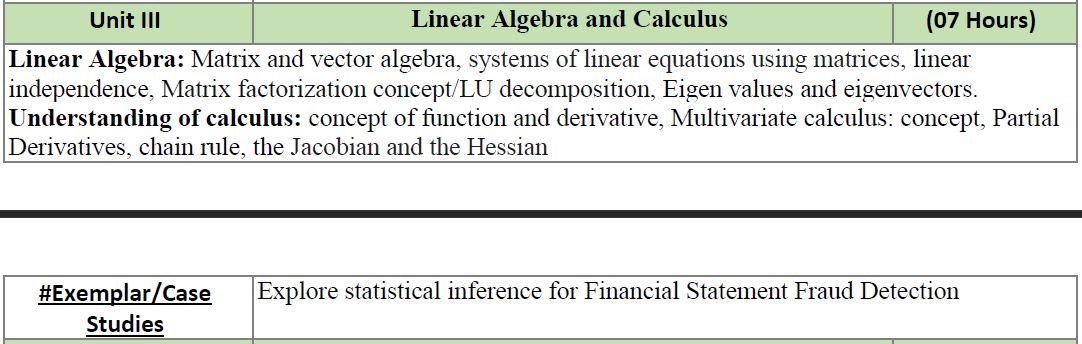 Unit III
Linear Algebra and Calculus
(07 Hours)
Linear Algebra: Matrix and vector algebra, systems of linear equations using matrices, linear
independence, Matrix factorization concept/LU decomposition, Eigen values and eigenvectors.
Understanding of calculus: concept of function and derivative, Multivariate calculus: concept, Partial
Derivatives, chain rule, the Jacobian and the Hessian
#Exemplar/Case
Studies
Explore statistical inference for Financial Statement Fraud Detection